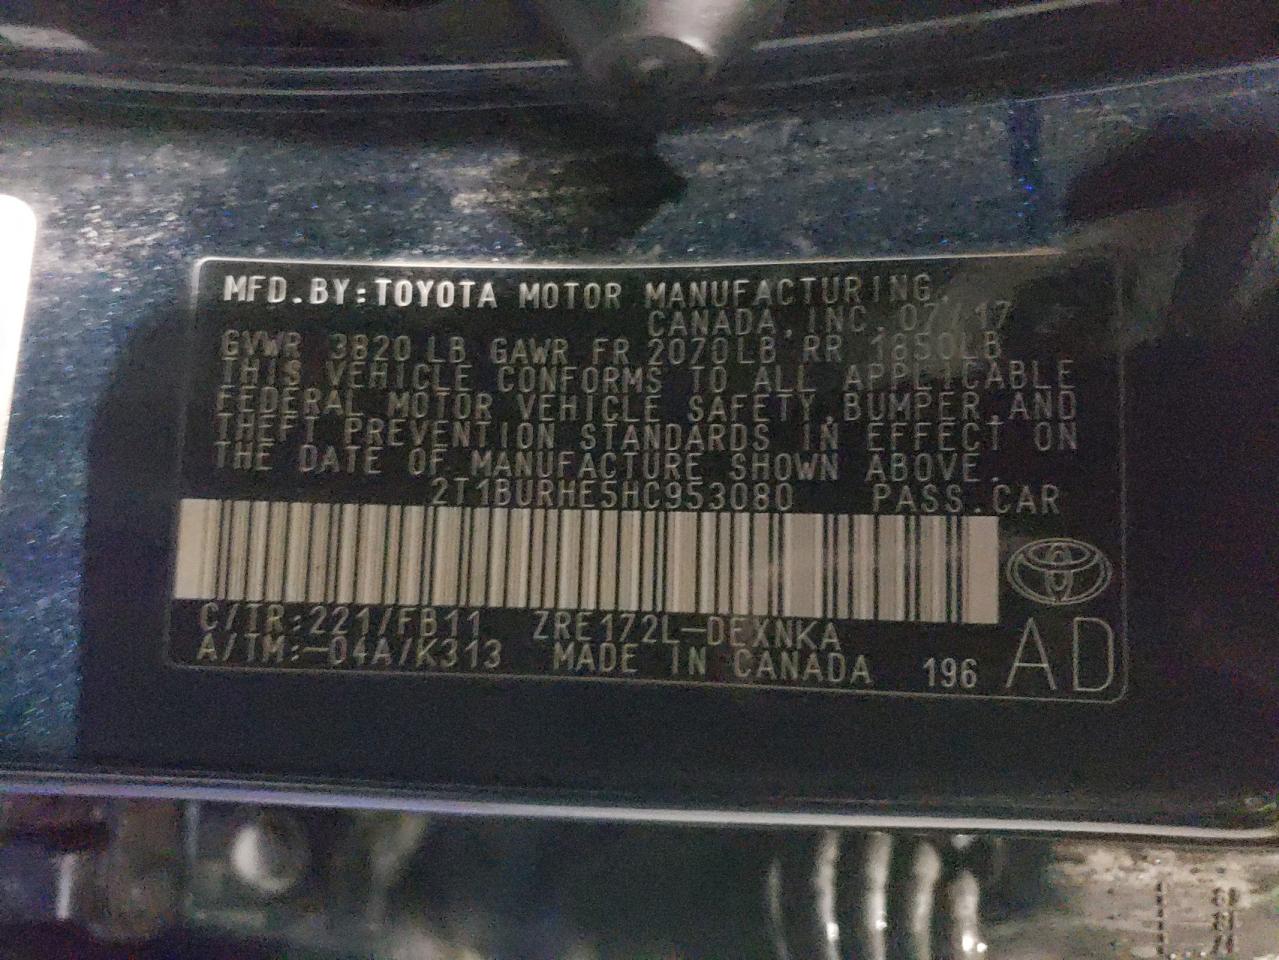 MFD.BY:TOYOTA MOTOR MANUFACTURING,
CANADA, INC. 07/17
GVWR 3820 LB GAWR FR 2070LB RR 1850LB
THIS VEHICLE CONFORMS TO ALL APPLICABLE
FEDERAL MOTOR VEHICLE SAFETY,BUMPER,AND
THEFT PREVENTION STANDARDS IN EFFECT ON
THE DATE OF MANUFACTURE SHOWN ABOVE.
2T1BURHE5HC953080 PASS.CAR
C/TR:221/FB11 ZRE172L-DEXNKA
A/TM:-04A/K313 MADE IN CANADA 196 AD